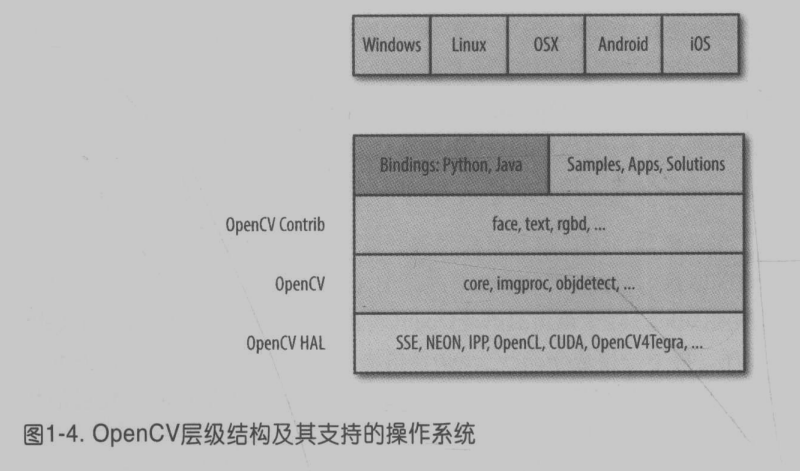 Windows Linux OSX Android iOS
Bindings: Python, Java Samples, Apps, Solutions
OpenCV Contrib face, text, rgbd, ...
OpenCV core, imgproc, objdetect, ...
OpenCV HAL SSE, NEON, IPP, OpenCL, CUDA, OpenCV4Tegra, ...
图1-4. OpenCV层级结构及其支持的操作系统